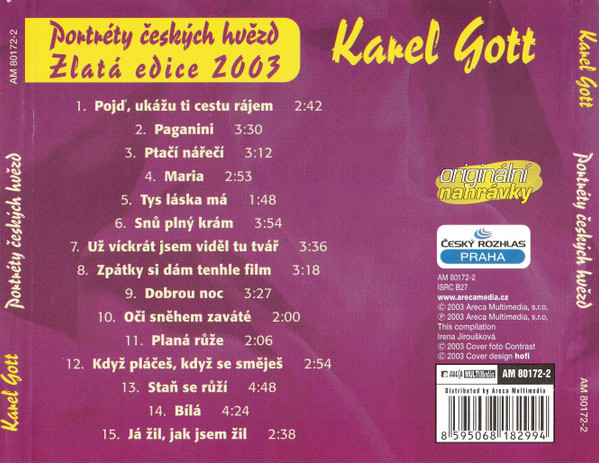 AM 80172-2
Portréty českých hvězd
Karel Gott
Portréty českých hvězd
Zlatá edice 2003
Karel Gott
1. Pojď, ukážu ti cestu rájem 2:42
2. Paganini 3:30
3. Ptačí nářečí 3:12
4. Maria 2:53
5. Tys láska má 1:48
6. Snů plný krám 3:54
7. Už víckrát jsem viděl tu tvář 3:36
8. Zpátky si dám tenhle film 3:18
9. Dobrou noc 3:27
10. Oči sněhem zaváté 2:00
11. Planá růže 2:06
12. Když pláčeš, když se směješ 2:54
13. Staň se růží 4:48
14. Bílá 4:24
15. Já žil, jak jsem žil 2:38
originální
nahrávky
ČESKÝ ROZHLAS
PRAHA
AM 80172-2
ISRC B27
www.arecamedia.cz
© 2003 Areca Multimedia, s.r.o.
℗ 2003 Areca Multimedia, s.r.o.
This compilation
Irena Jiroušková
© 2003 Cover foto Contrast
© 2003 Cover design hofi
areca MULTIMedia AM 80172-2
Distributed by Areca Multimedia
8 595068 182994
Karel Gott
Portréty českých hvězd
AM 80172-2